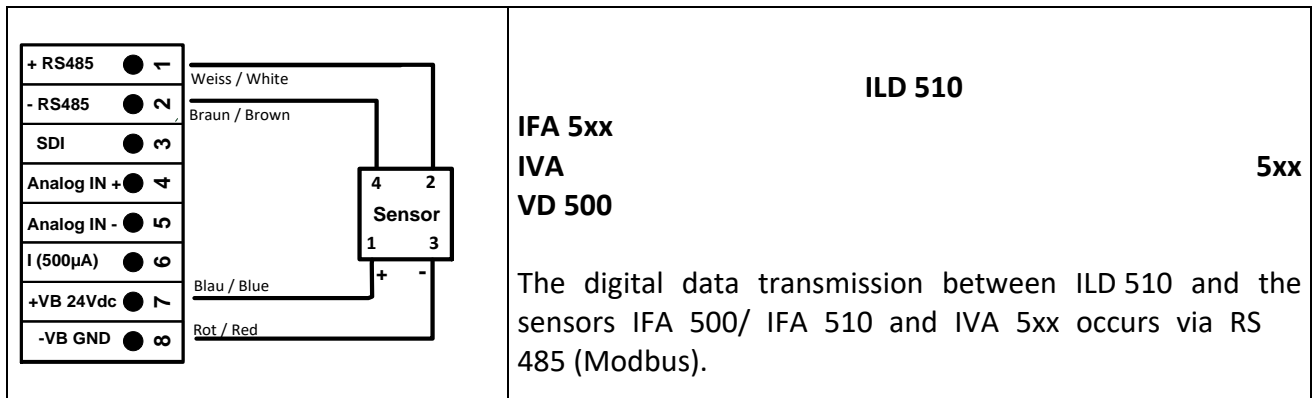 + RS485 1
- RS485 2
SDI 3
Analog IN + 4
Analog IN - 5
I (500µA) 6
+VB 24Vdc 7
-VB GND 8
Weiss / White
Braun / Brown
4 2
Sensor
1 3
+ -
Blau / Blue
Rot / Red
ILD 510
IFA 5xx
IVA 5xx
VD 500
The digital data transmission between ILD 510 and the
sensors IFA 500/ IFA 510 and IVA 5xx occurs via RS
485 (Modbus).